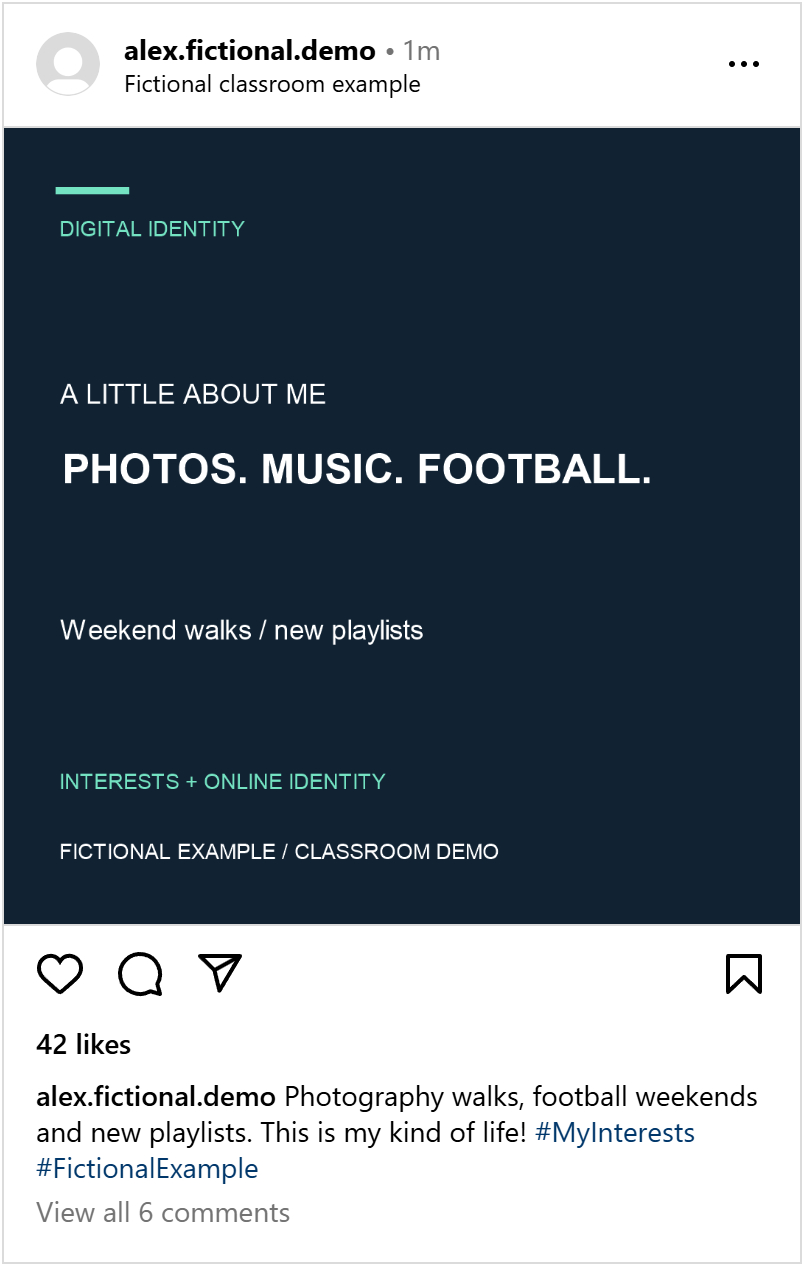 alex.fictional.demo • 1m
Fictional classroom example
DIGITAL IDENTITY
A LITTLE ABOUT ME
PHOTOS. MUSIC. FOOTBALL.
Weekend walks / new playlists
INTERESTS + ONLINE IDENTITY
FICTIONAL EXAMPLE / CLASSROOM DEMO
42 likes
alex.fictional.demo Photography walks, football weekends
and new playlists. This is my kind of life! #MyInterests
#FictionalExample
View all 6 comments